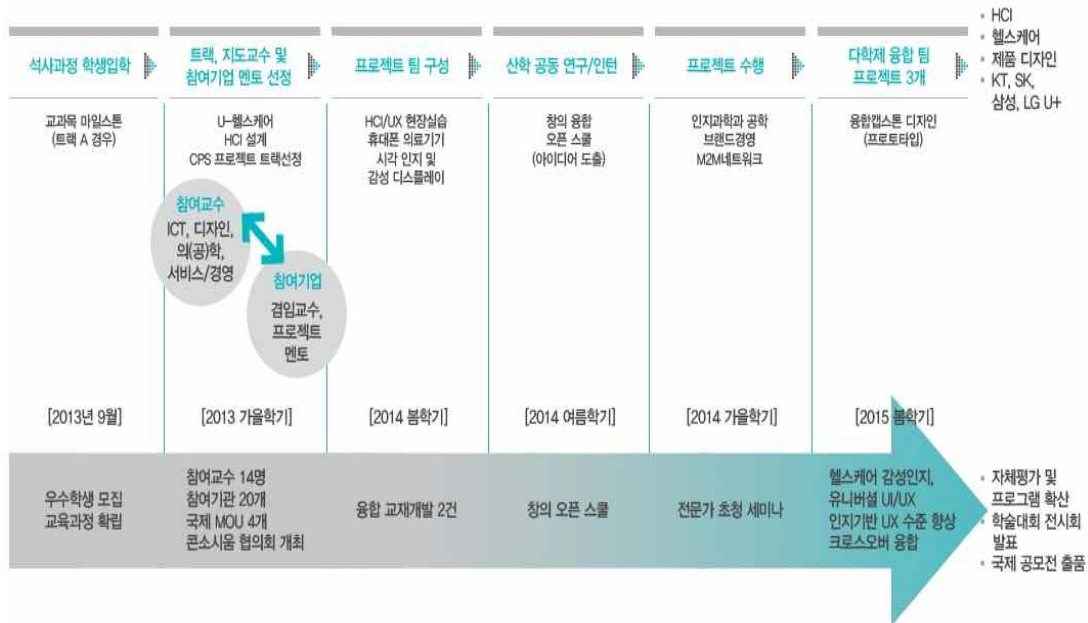 석사과정 학생입학
트랙, 지도교수 및
참여기업 멘토 선정
프로젝트 팀 구성
산학 공동 연구/인턴
프로젝트 수행
다학제 융합 팀
프로젝트 3개
• HCI
• 헬스케어
• 제품 디자인
• KT, SK,
삼성, LG U+
교과목 마일스톤
(트랙 A 경우)
U-헬스케어
HCI 설계
CPS 프로젝트 트랙선정
HCI/UX 현장실습
휴대폰 의료기기
시각 인지 및
감성 디스플레이
창의 융합
오픈 스쿨
(아이디어 도출)
인지과학과 공학
브랜드경영
M2M네트워크
융합캡스톤 디자인
(프로토타입)
참여교수
ICT, 디자인,
의(공)학,
서비스/경영
참여기업
겸임교수,
프로젝트
멘토
[2013년 9월]
[2013 가을학기]
[2014 봄학기]
[2014 여름학기]
[2014 가을학기]
[2015 봄학기]
우수학생 모집
교육과정 확립
참여교수 14명
참여기관 20개
국제 MOU 4개
콘소시움 협의회 개최
융합 교재개발 2건
창의 오픈 스쿨
전문가 초청 세미나
헬스케어 감성인지,
유니버설 UI/UX
인지기반 UX 수준 향상
크로스오버 융합
• 자체평가 및
프로그램 확산
• 학술대회 전시회
발표
• 국제 공모전 출품